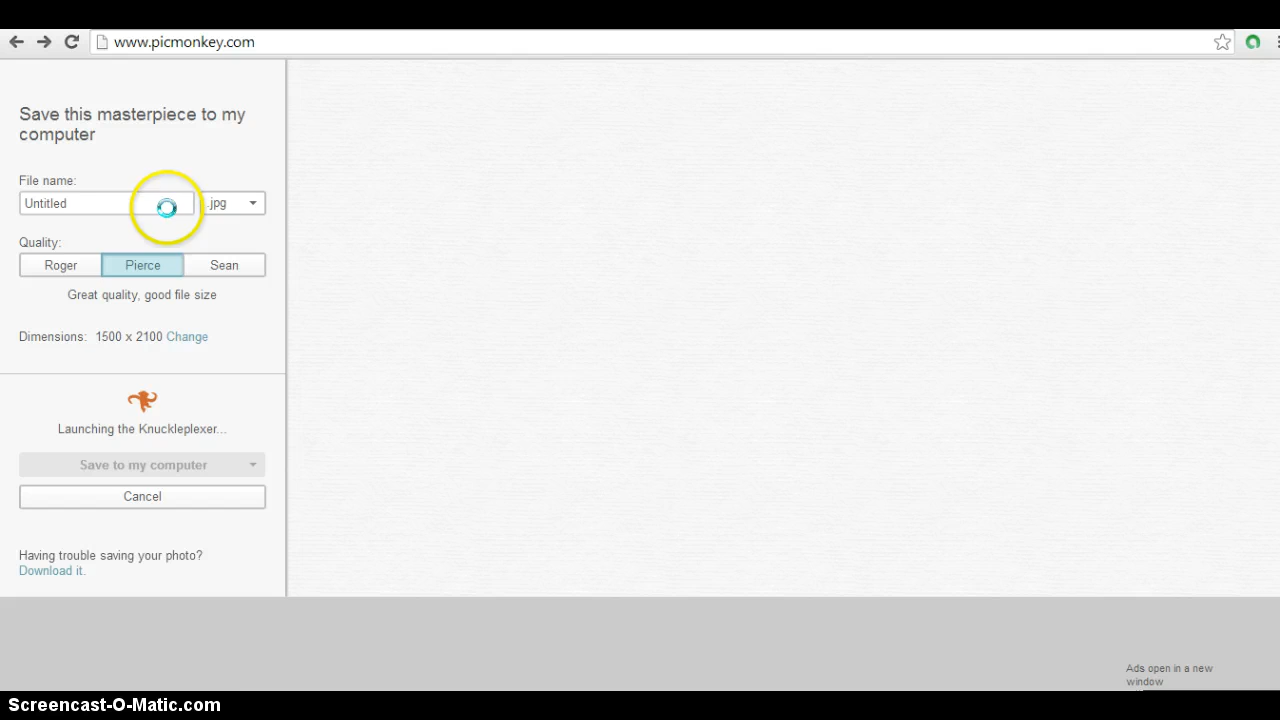 www.picmonkey.com
Save this masterpiece to my
computer
File name:
Untitled
.jpg
Quality:
Roger Pierce Sean
Great quality, good file size
Dimensions: 1500 x 2100 Change
Launching the Knuckleplexer...
Save to my computer
Cancel
Having trouble saving your photo?
Download it.
Ads open in a new
window
Screencast-O-Matic.com